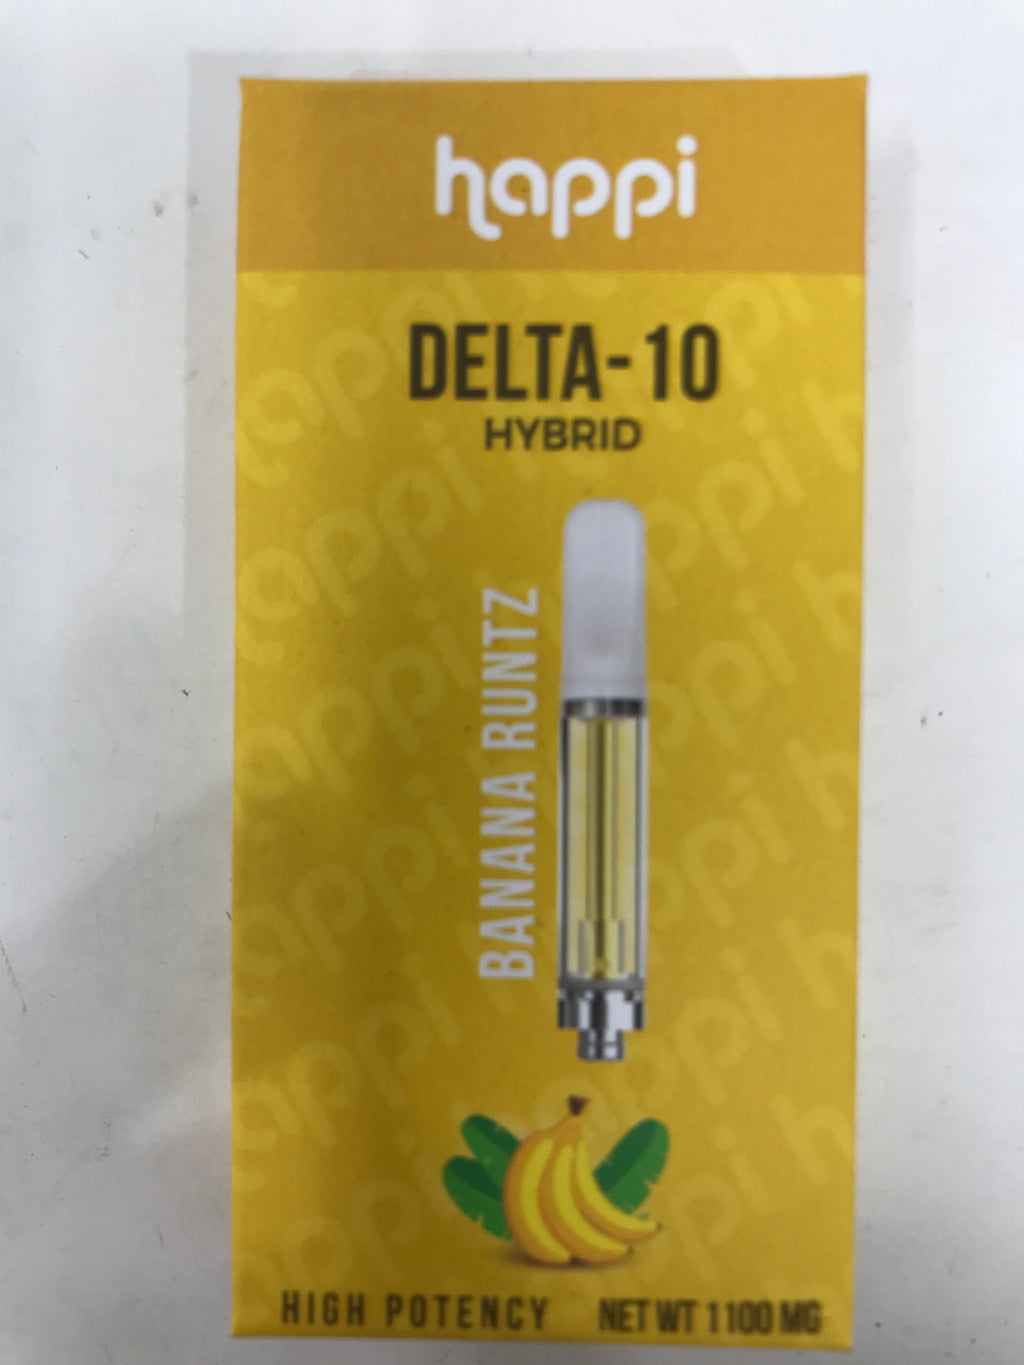 happi
DELTA-10
HYBRID
BANANA RUNTZ
HIGH POTENCY NET WT 1100 MG